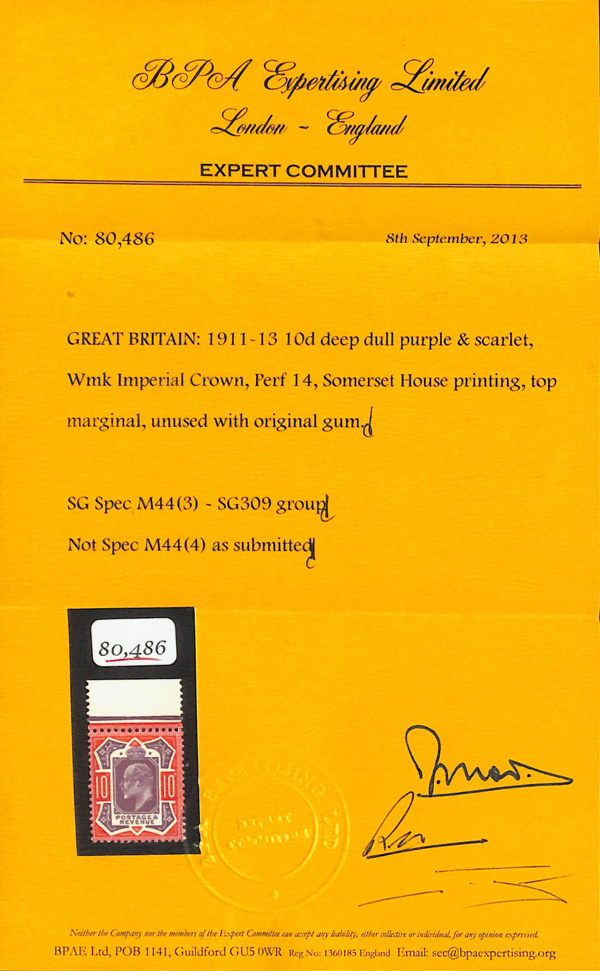 BPA Expertising Limited
London ~ England
EXPERT COMMITTEE
No: 80,486 8th September, 2013
GREAT BRITAIN: 1911-13 10d deep dull purple & scarlet,
Wmk Imperial Crown, Perf 14, Somerset House printing, top
marginal, unused with original gum.
SG Spec M44(3) - SG309 group
Not Spec M44(4) as submitted
80,486
10 10
POSTAGE &
REVENUE
EXPERT
COMMITTEE
Neither the Company nor the members of the Expert Committee can accept any liability, either collective or individual, for any opinion expressed.
BPAE Ltd, POB 1141, Guildford GU5 0WR Reg No: 1360185 England Email: sec@bpaexpertising.org